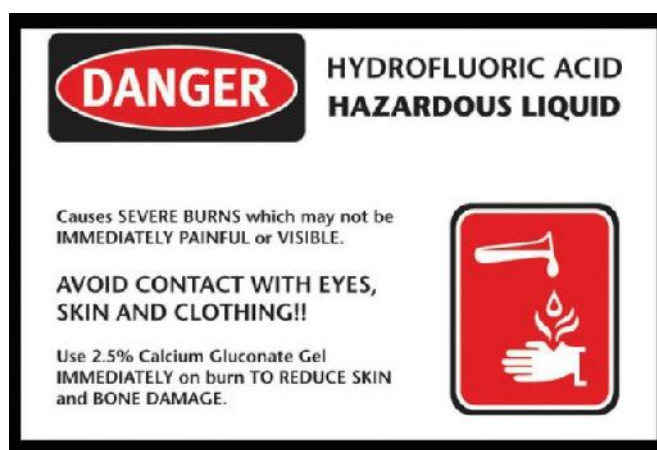 DANGER
HYDROFLUORIC ACID
HAZARDOUS LIQUID
Causes SEVERE BURNS which may not be
IMMEDIATELY PAINFUL or VISIBLE.
AVOID CONTACT WITH EYES,
SKIN AND CLOTHING!!
Use 2.5% Calcium Gluconate Gel
IMMEDIATELY on burn TO REDUCE SKIN
and BONE DAMAGE.